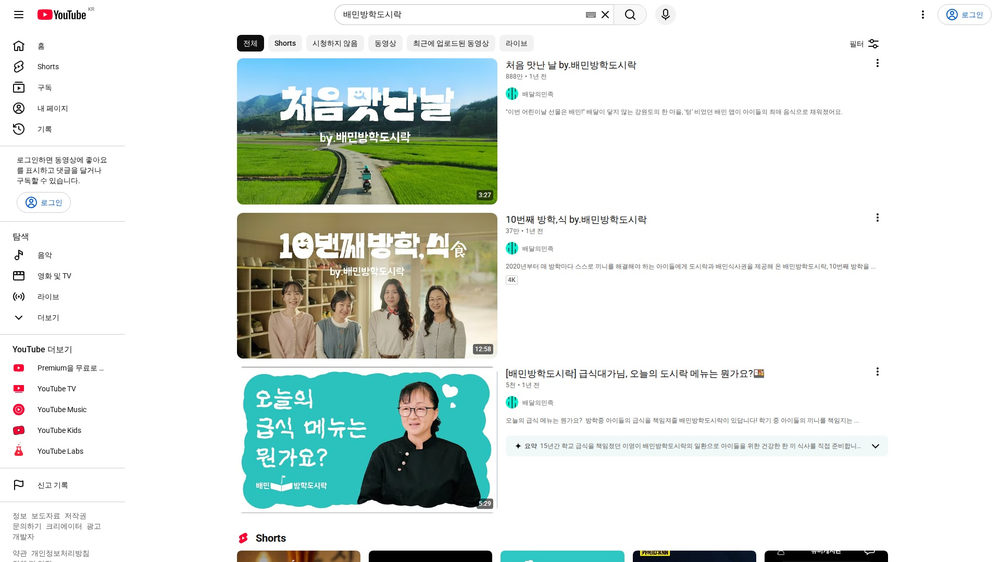 YouTube KR
배민방학도시락
로그인
홈
Shorts
구독
내 페이지
기록
로그인하면 동영상에 좋아요
를 표시하고 댓글을 달거나
구독할 수 있습니다.
로그인
탐색
음악
영화 및 TV
라이브
더보기
YouTube 더보기
Premium을 무료로 ...
YouTube TV
YouTube Music
YouTube Kids
YouTube Labs
신고 기록
정보 보도자료 저작권
문의하기 크리에이터 광고
개발자
약관 개인정보처리방침
전체 Shorts 시청하지 않음 동영상 최근에 업로드된 동영상 라이브
필터
처음 맛난 날
by.배민방학도시락
3:27
처음 맛난 날 by.배민방학도시락
888만 • 1년 전
배달의민족
"이번 어린이날 선물은 배민!" 배달이 닿지 않는 강원도의 한 마을, '텅' 비었던 배민 앱이 아이들의 최애 음식으로 채워졌어요.
10번째 방학,식食
by.배민방학도시락
12:58
10번째 방학,식 by.배민방학도시락
37만 • 1년 전
배달의민족
2020년부터 매 방학마다 스스로 끼니를 해결해야 하는 아이들에게 도시락과 배민식사권을 제공해 온 배민방학도시락, 10번째 방학을 ...
4K
오늘의
급식 메뉴는
뭔가요?
배민 방학도시락
5:29
[배민방학도시락] 급식대가님, 오늘의 도시락 메뉴는 뭔가요?🍱
5천 • 1년 전
배달의민족
오늘의 급식 메뉴는 뭔가요? 방학중 아이들의 급식을 책임져줄 배민방학도시락이 있답니다! 학기 중 아이들의 끼니를 책임지는 ...
요약 15년간 학교 급식을 책임졌던 이영이 배민방학도시락의 일환으로 아이들을 위한 건강한 한 끼 식사를 직접 준비합니...
Shorts